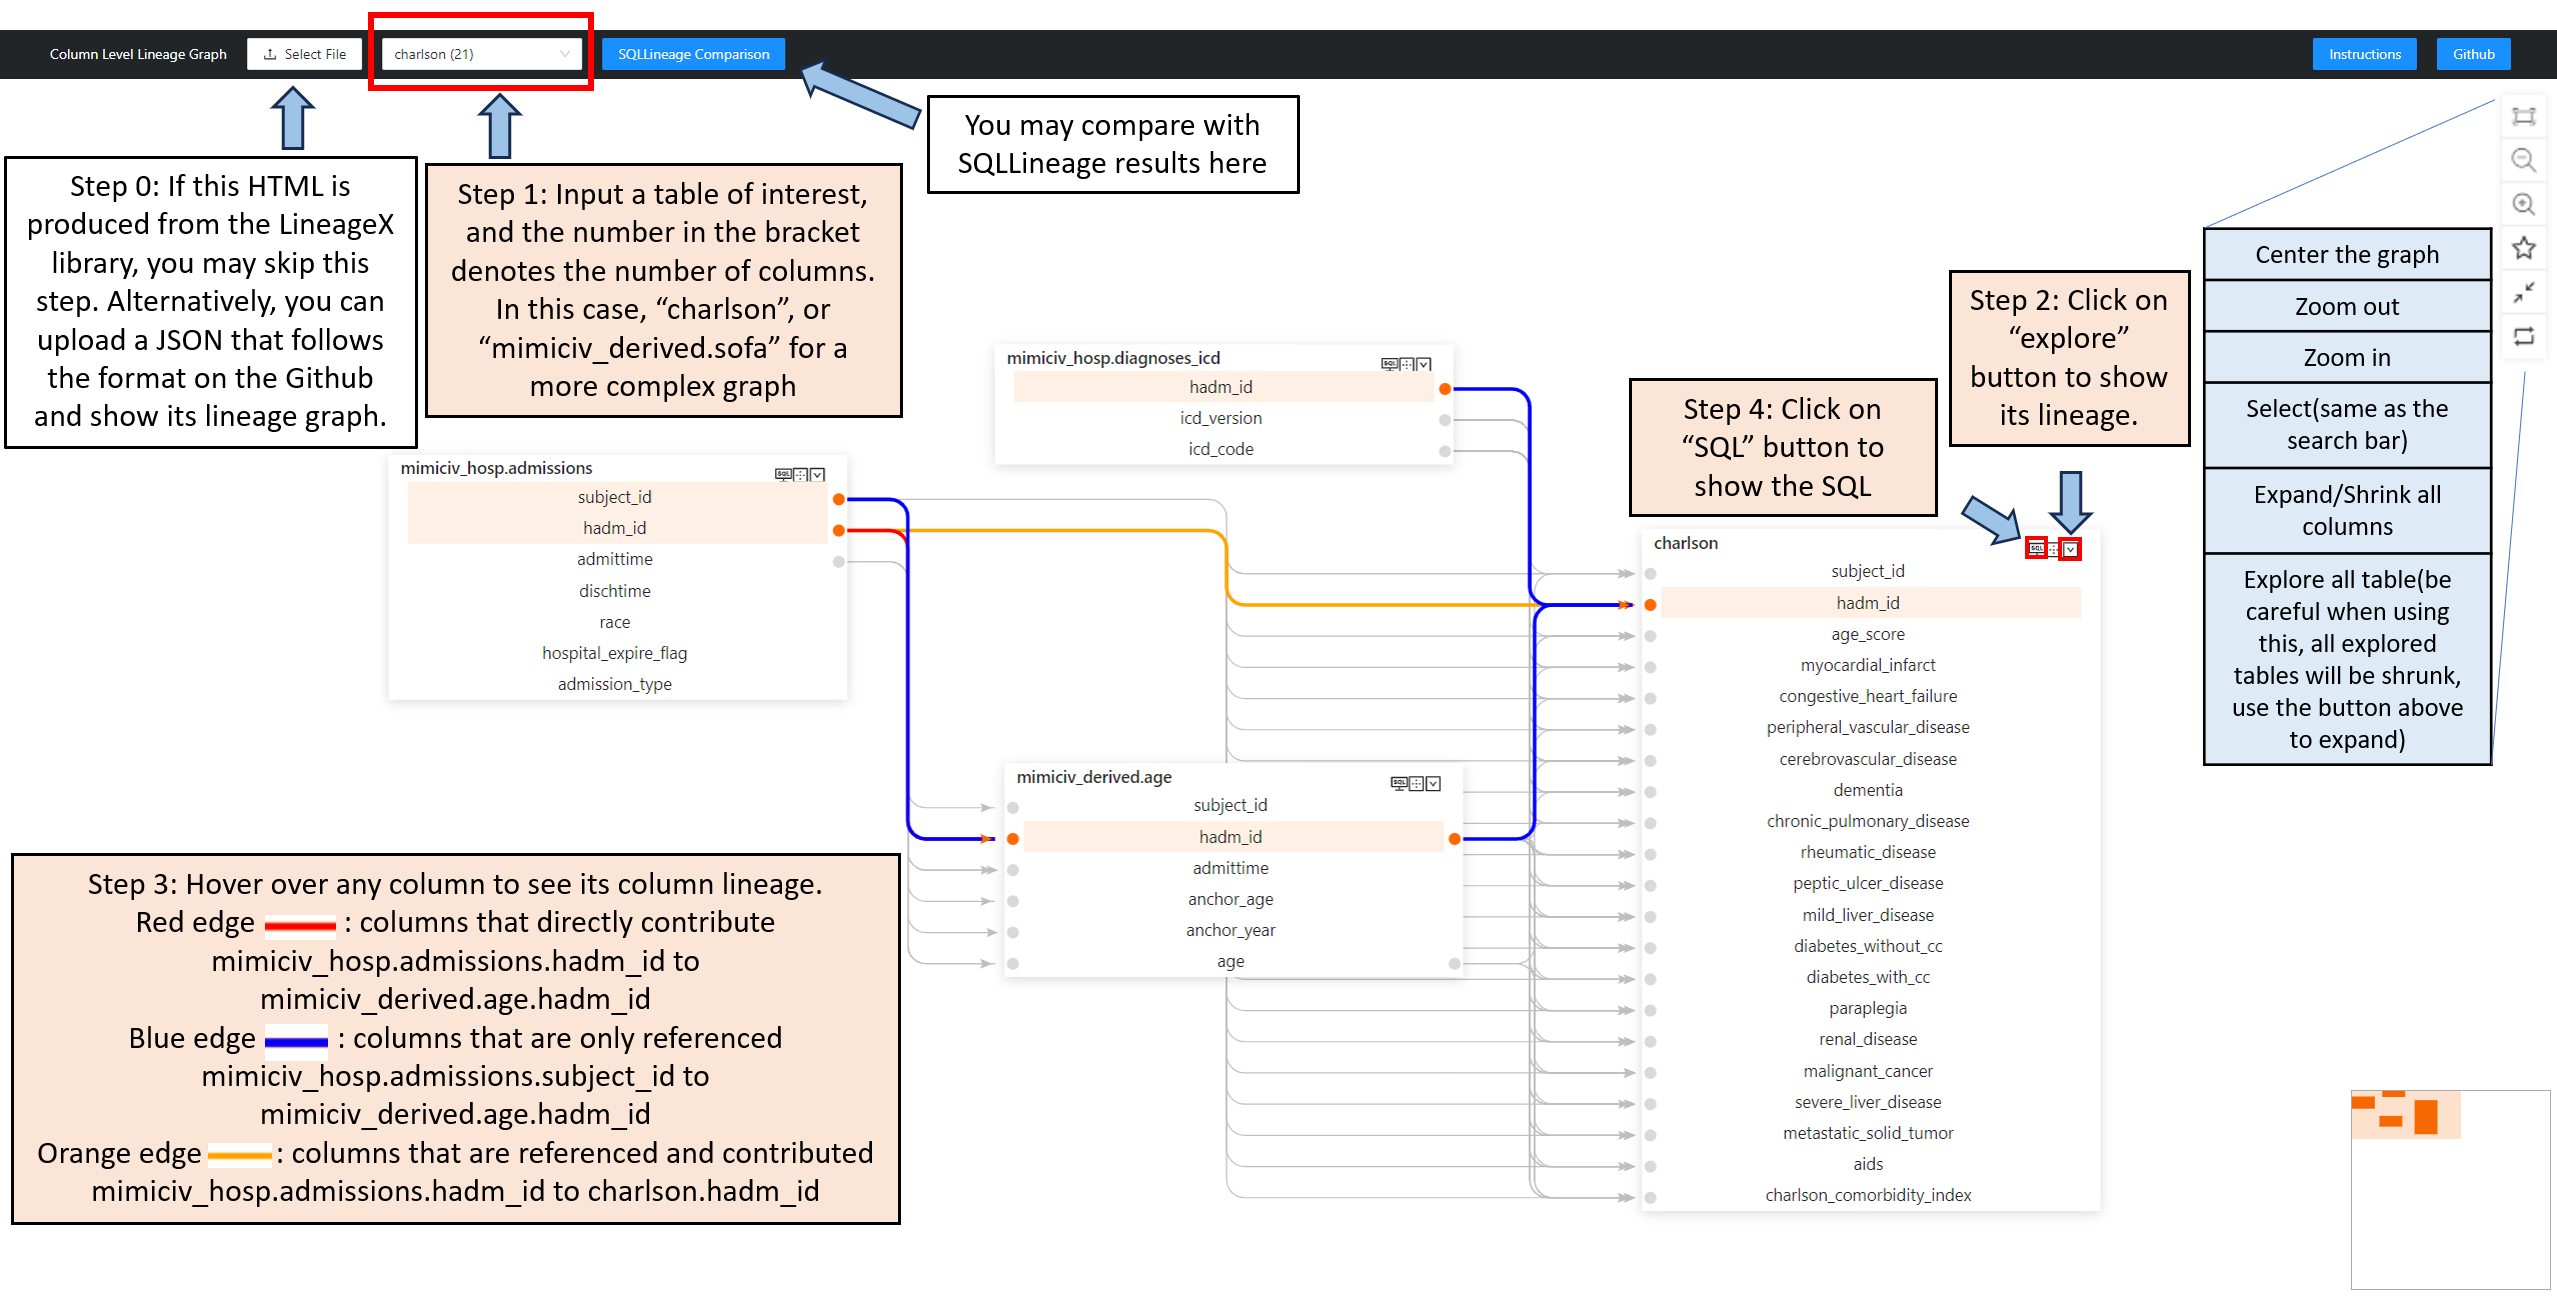 Column Level Lineage Graph
Select File
charlson (21)
SQLLineage Comparison
Instructions
Github
You may compare with
SQLLineage results here
Step 0: If this HTML is
produced from the LineageX
library, you may skip this
step. Alternatively, you can
upload a JSON that follows
the format on the Github
and show its lineage graph.
Step 1: Input a table of interest,
and the number in the bracket
denotes the number of columns.
In this case, “charlson”, or
“mimiciv_derived.sofa” for a
more complex graph
Step 2: Click on
“explore”
button to show
its lineage.
Step 4: Click on
“SQL” button to
show the SQL
Center the graph
Zoom out
Zoom in
Select(same as the
search bar)
Expand/Shrink all
columns
Explore all table(be
careful when using
this, all explored
tables will be shrunk,
use the button above
to expand)
mimiciv_hosp.diagnoses_icd
SQL
hadm_id
icd_version
icd_code
mimiciv_hosp.admissions
SQL
subject_id
hadm_id
admittime
dischtime
race
hospital_expire_flag
admission_type
mimiciv_derived.age
SQL
subject_id
hadm_id
admittime
anchor_age
anchor_year
age
charlson
SQL
subject_id
hadm_id
age_score
myocardial_infarct
congestive_heart_failure
peripheral_vascular_disease
cerebrovascular_disease
dementia
chronic_pulmonary_disease
rheumatic_disease
peptic_ulcer_disease
mild_liver_disease
diabetes_without_cc
diabetes_with_cc
paraplegia
renal_disease
malignant_cancer
severe_liver_disease
metastatic_solid_tumor
aids
charlson_comorbidity_index
Step 3: Hover over any column to see its column lineage.
Red edge : columns that directly contribute
mimiciv_hosp.admissions.hadm_id to
mimiciv_derived.age.hadm_id
Blue edge : columns that are only referenced
mimiciv_hosp.admissions.subject_id to
mimiciv_derived.age.hadm_id
Orange edge : columns that are referenced and contributed
mimiciv_hosp.admissions.hadm_id to charlson.hadm_id